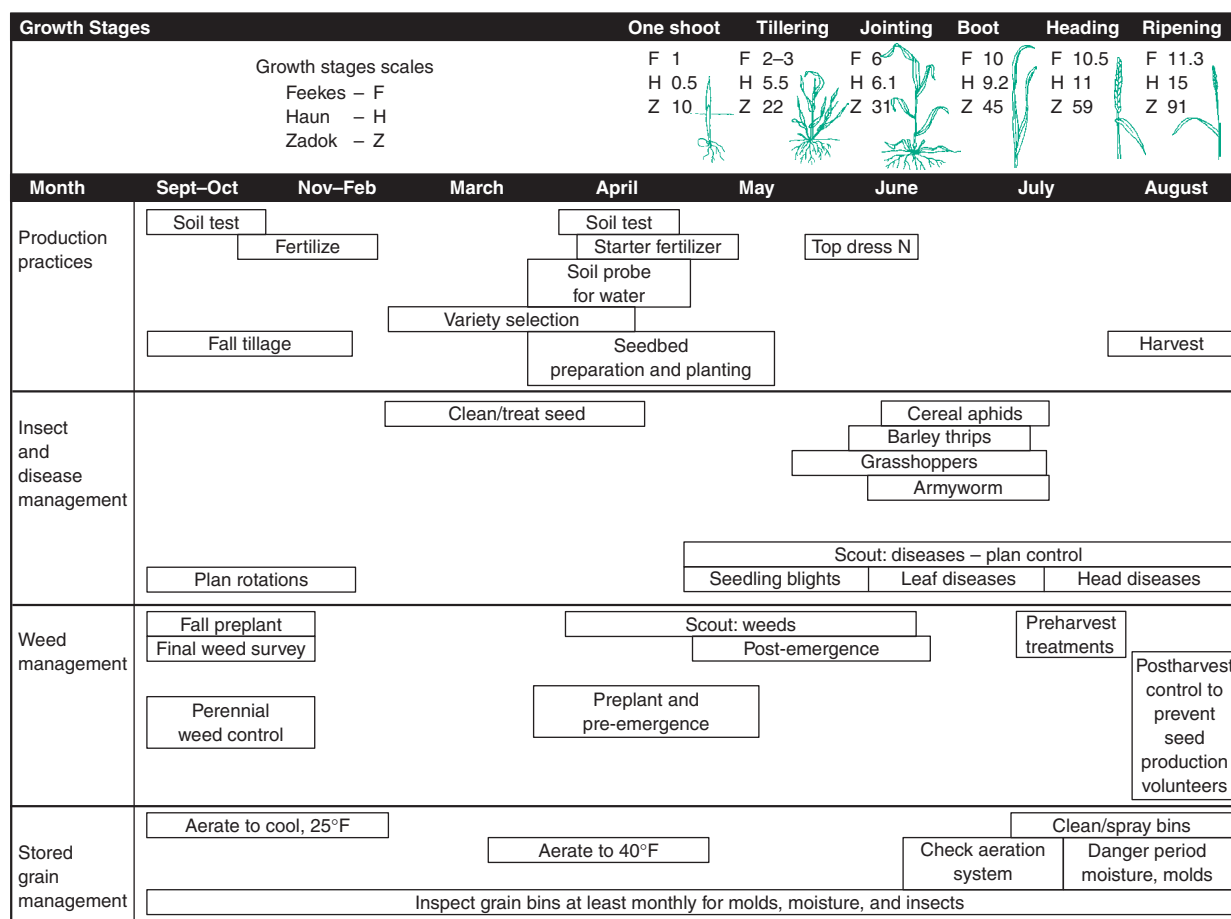 Growth Stages One shoot Tillering Jointing Boot Heading Ripening
Growth stages scales
Feekes – F
Haun – H
Zadok – Z
F 1 F 2–3 F 6 F 10 F 10.5 F 11.3
H 0.5 H 5.5 H 6.1 H 9.2 H 11 H 15
Z 10 Z 22 Z 31 Z 45 Z 59 Z 91
Month Sept–Oct Nov–Feb March April May June July August
Production
practices
Soil test Soil test
Fertilize Starter fertilizer Top dress N
Soil probe
for water
Variety selection
Fall tillage Harvest
Seedbed
preparation and planting
Insect
and
disease
management
Clean/treat seed Cereal aphids
Barley thrips
Grasshoppers
Armyworm
Scout: diseases – plan control
Plan rotations Seedling blights Leaf diseases Head diseases
Weed
management
Fall preplant Scout: weeds
Final weed survey Post-emergence
Preharvest
treatments
Postharvest
control to
prevent
seed
production
volunteers
Perennial
weed control
Preplant and
pre-emergence
Stored
grain
management
Aerate to cool, 25°F Clean/spray bins
Aerate to 40°F
Check aeration
system
Danger period
moisture, molds
Inspect grain bins at least monthly for molds, moisture, and insects